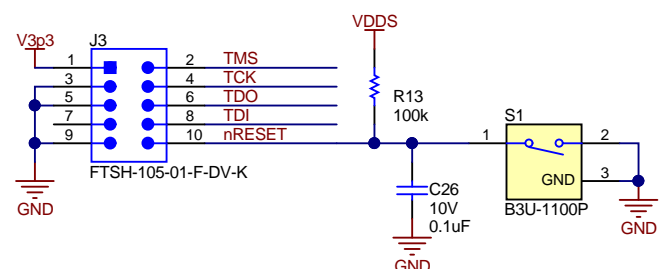 VDDS
V3p3
J3
1
2
TMS
3
4
TCK
5
6
TDO
7
8
TDI
9
10
nRESET
FTSH-105-01-F-DV-K
GND
R13
100k
C26
10V
0.1uF
GND
S1
1
2
GND
3
B3U-1100P
GND